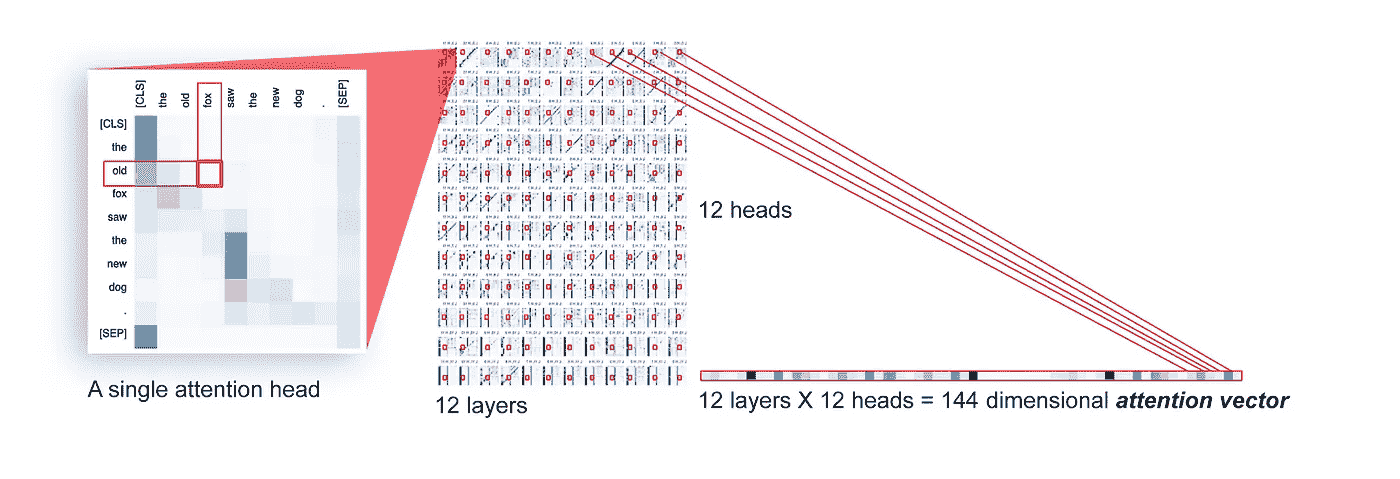 [CLS] the old fox saw the new dog . [SEP]
[CLS]
the
old
fox
saw
the
new
dog
.
[SEP]
A single attention head
12 heads
12 layers
12 layers X 12 heads = 144 dimensional attention vector